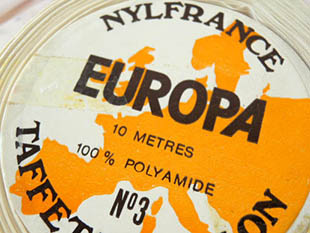 NYLFRANCE
EUROPA
10 METRES
100 % POLYAMIDE
Nº3